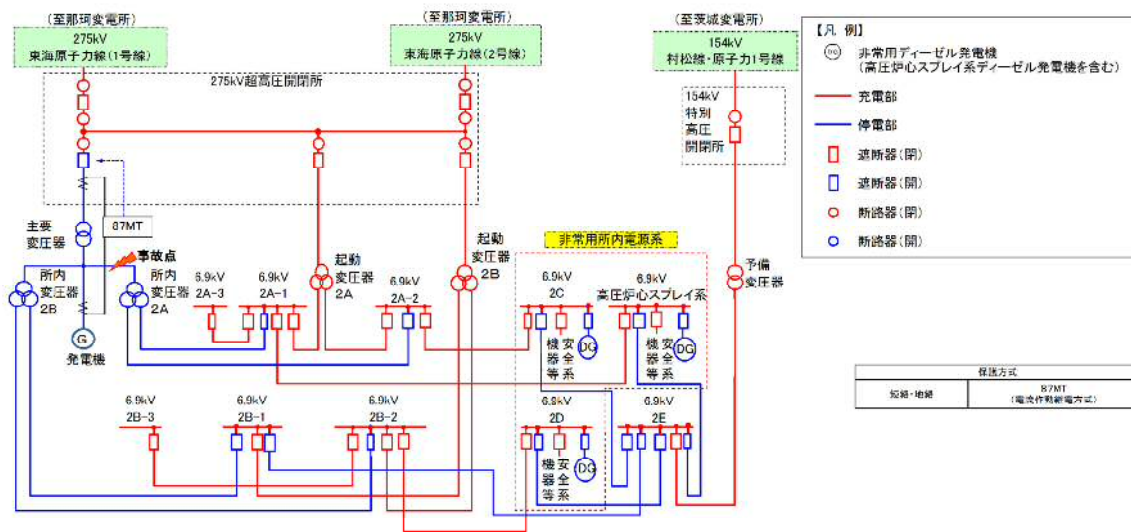 (至那珂変電所)
275kV
東海原子力線(1号線)
(至那珂変電所)
275kV
東海原子力線(2号線)
(至茨城変電所)
154kV
村松線・原子力1号線
【凡 例】
DG
非常用ディーゼル発電機
(高圧炉心スプレイ系ディーゼル発電機を含む)
充電部
停電部
遮断器(閉)
遮断器(開)
断路器(閉)
断路器(開)
275kV超高圧開閉所
154kV
特別
高圧
開閉所
87MT
主要
変圧器
事故点
所内
変圧器
2B
所内
変圧器
2A
G
発電機
起動
変圧器
2A
起動
変圧器
2B
予備
変圧器
非常用所内電源系
6.9kV
2A-3
6.9kV
2A-1
6.9kV
2A-2
6.9kV
2C
6.9kV
高圧炉心スプレイ系
安全系
機器等
DG
安全系
機器等
DG
6.9kV
2B-3
6.9kV
2B-1
6.9kV
2B-2
6.9kV
2D
6.9kV
2E
安全系
機器等
DG
保護方式
短絡・地絡
87MT
(電流作動継電方式)